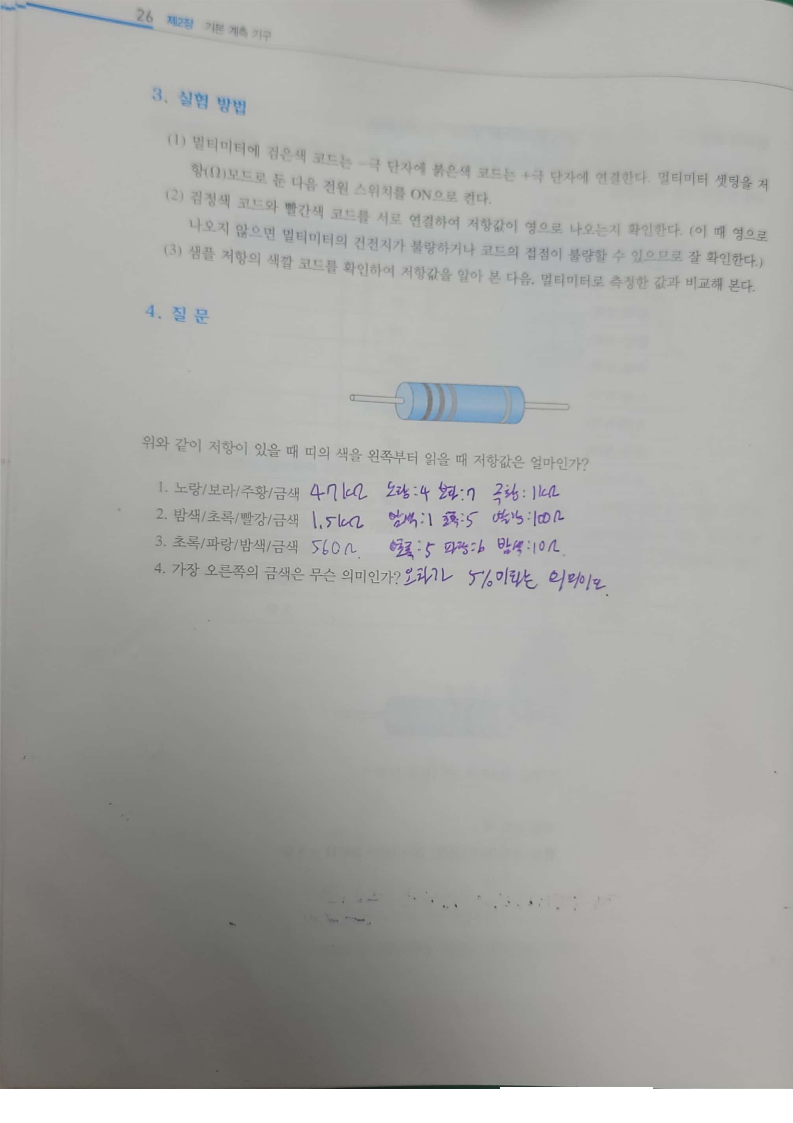 26 제2장 기본 계측 기구
3. 실험 방법
(1) 멀티미터에 검은색 코드는 -극 단자에 붉은색 코드는 +극 단자에 연결한다. 멀티미터 셋팅을 저
항(Ω)모드로 둔 다음 전원 스위치를 ON으로 켠다.
(2) 검정색 코드와 빨간색 코드를 서로 연결하여 저항값이 영으로 나오는지 확인한다. (이 때 영으로
나오지 않으면 멀티미터의 건전지가 불량하거나 코드의 접점이 불량할 수 있으므로 잘 확인한다.)
(3) 샘플 저항의 색깔 코드를 확인하여 저항값을 알아 본 다음, 멀티미터로 측정한 값과 비교해 본다.
4. 질 문
위와 같이 저항이 있을 때 띠의 색을 왼쪽부터 읽을 때 저항값은 얼마인가?
1. 노랑/보라/주황/금색 47kΩ 노랑:4 보라:7 주황:1kΩ
2. 밤색/초록/빨강/금색 1.5kΩ 밤색:1 초록:5 빨강:100Ω
3. 초록/파랑/밤색/금색 560Ω. 초록:5 파랑:6 밤색:10Ω.
4. 가장 오른쪽의 금색은 무슨 의미인가? 오차가 5%이라는 의미이다.